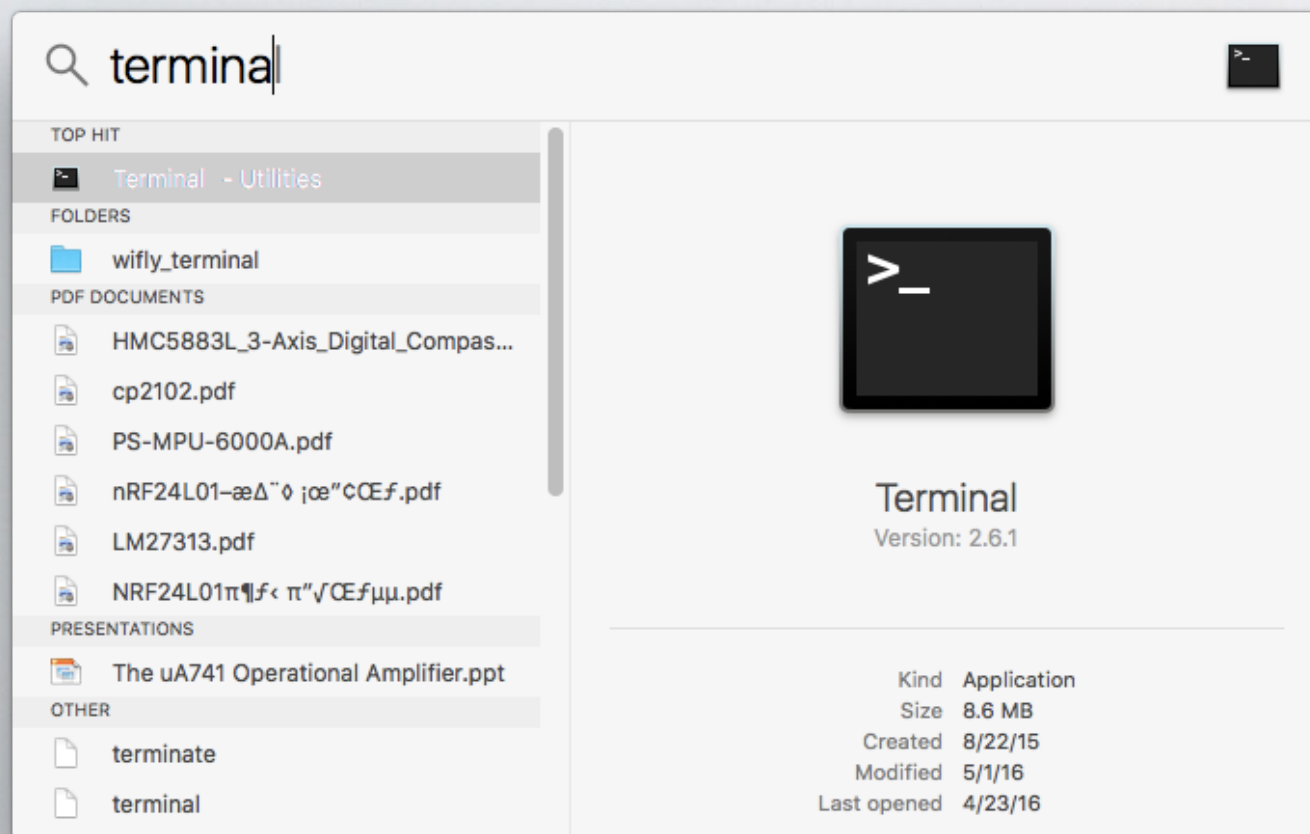 terminal
TOP HIT
Terminal - Utilities
FOLDERS
wifly_terminal
PDF DOCUMENTS
HMC5883L_3-Axis_Digital_Compas...
cp2102.pdf
PS-MPU-6000A.pdf
nRF24L01–æ∆¨◊ ¡œ”¢Œƒ.pdf
LM27313.pdf
NRF24L01π¶ƒ‹ π”√Œƒµµ.pdf
PRESENTATIONS
The uA741 Operational Amplifier.ppt
OTHER
terminate
terminal
>_
Terminal
Version: 2.6.1
Kind Application
Size 8.6 MB
Created 8/22/15
Modified 5/1/16
Last opened 4/23/16